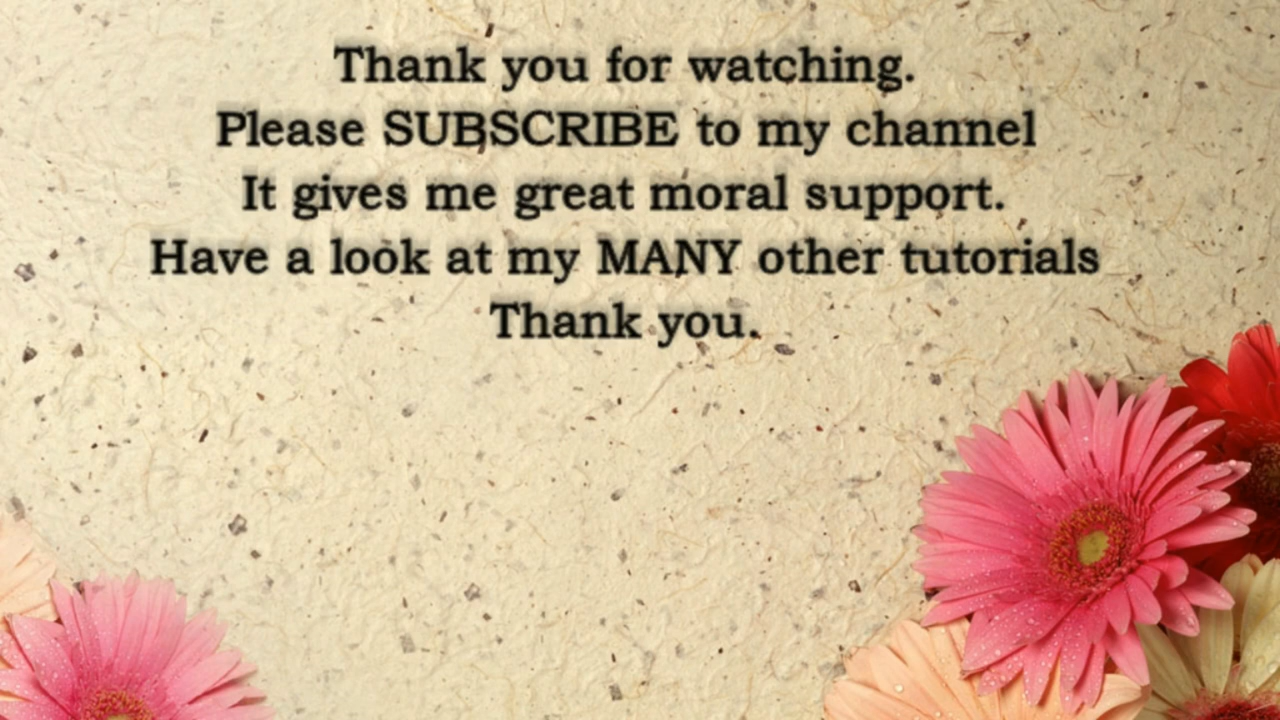 Thank you for watching.
Please SUBSCRIBE to my channel
It gives me great moral support.
Have a look at my MANY other tutorials
Thank you.